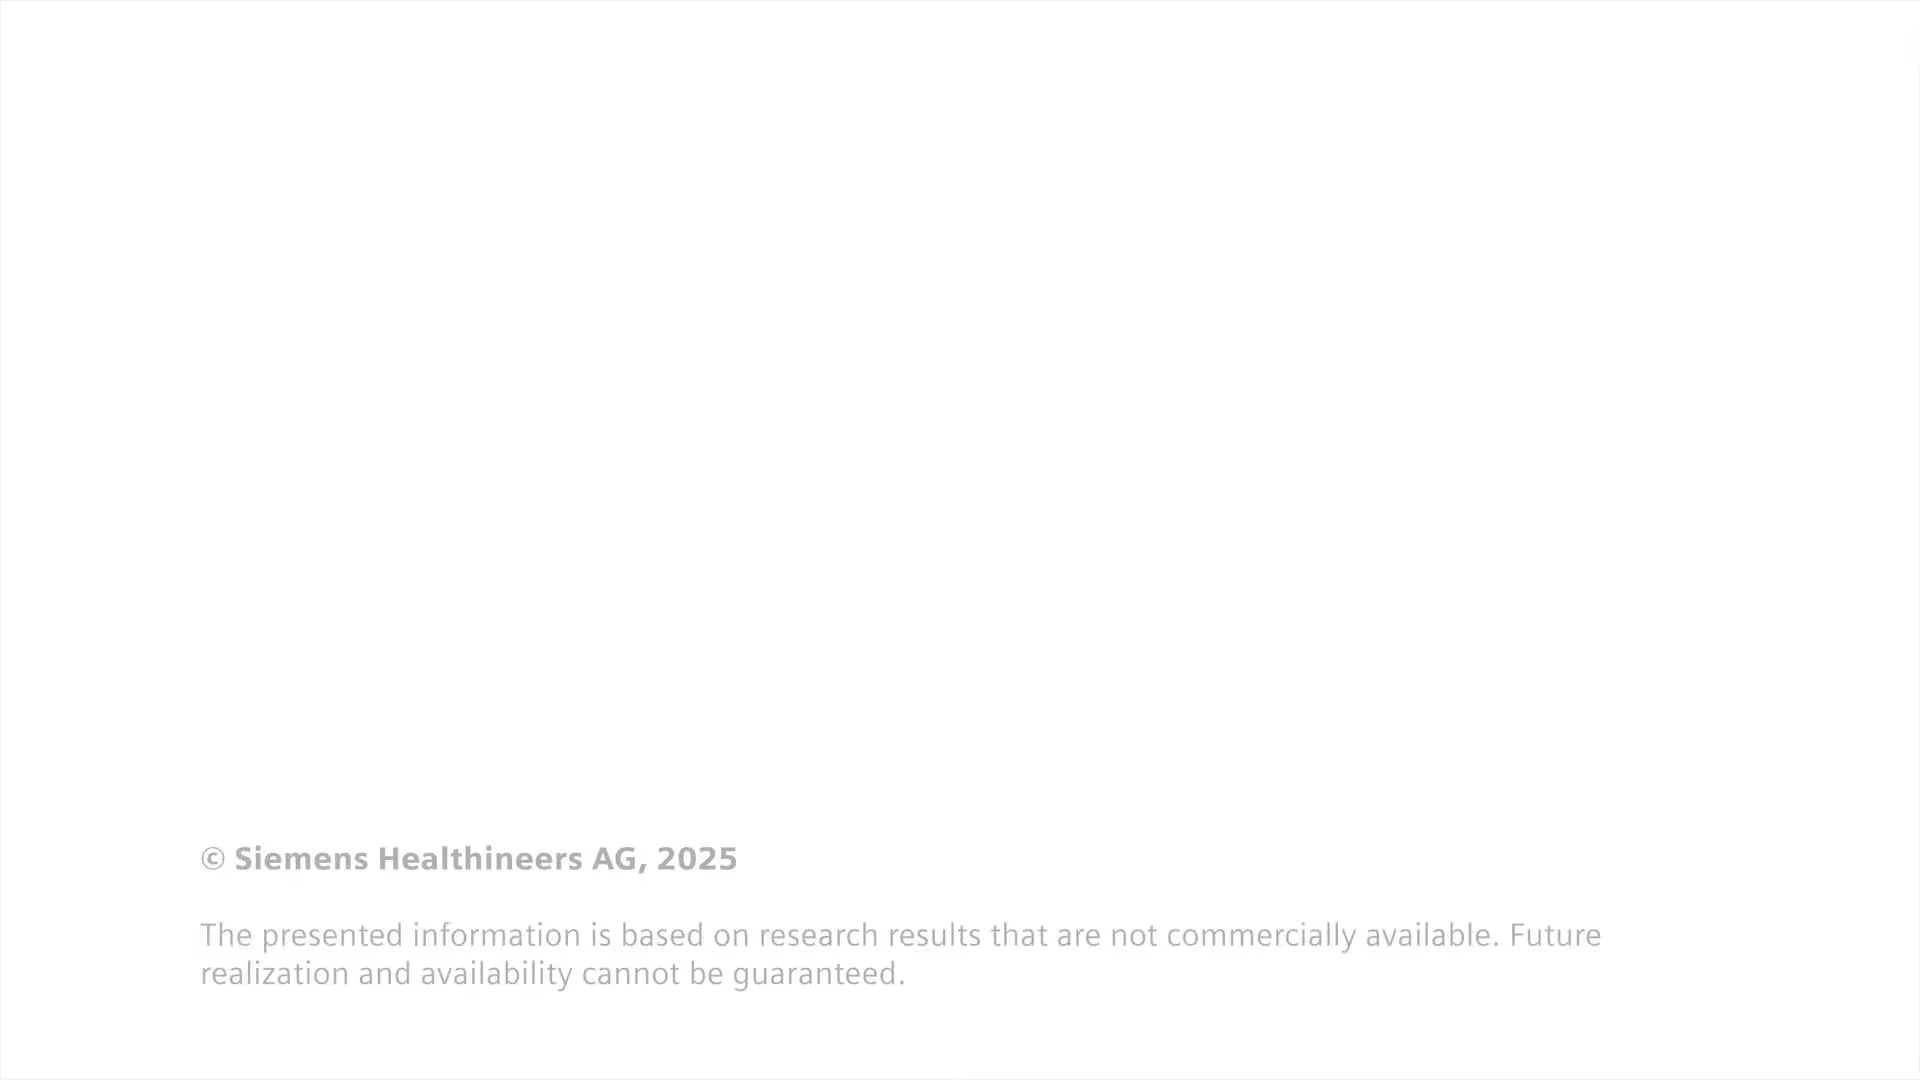 © Siemens Healthineers AG, 2025
The presented information is based on research results that are not commercially available. Future
realization and availability cannot be guaranteed.